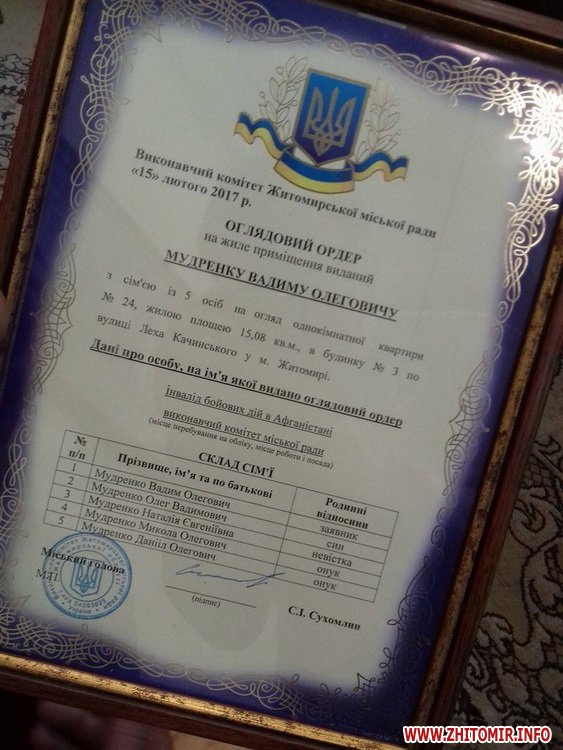 Виконавчий комітет Житомирської міської ради
«15» лютого 2017 р.
ОГЛЯДОВИЙ ОРДЕР
на жиле приміщення виданий
МУДРЕНКУ ВАДИМУ ОЛЕГОВИЧУ
з сім'єю із 5 осіб на огляд однокімнатної квартири
№ 24, жилою площею 15,08 кв.м., в будинку № 3 по
вулиці Леха Качинського у м. Житомирі.
Дані про особу, на ім'я якої видано оглядовий ордер
інвалід бойових дій в Афганістані
виконавчий комітет міської ради
(місце перебування на обліку, місце роботи і посада)
СКЛАД СІМ'Ї
№ п/п Прізвище, ім'я та по батькові Родинні відносини
1 Мудренко Вадим Олегович заявник
2 Мудренко Олег Вадимович син
3 Мудренко Наталія Євгеніївна невістка
4 Мудренко Микола Олегович онук
5 Мудренко Данііл Олегович онук
Міський голова
М.П.
(підпис)
С.І. Сухомлин
WWW.ZHITOMIR.INFO